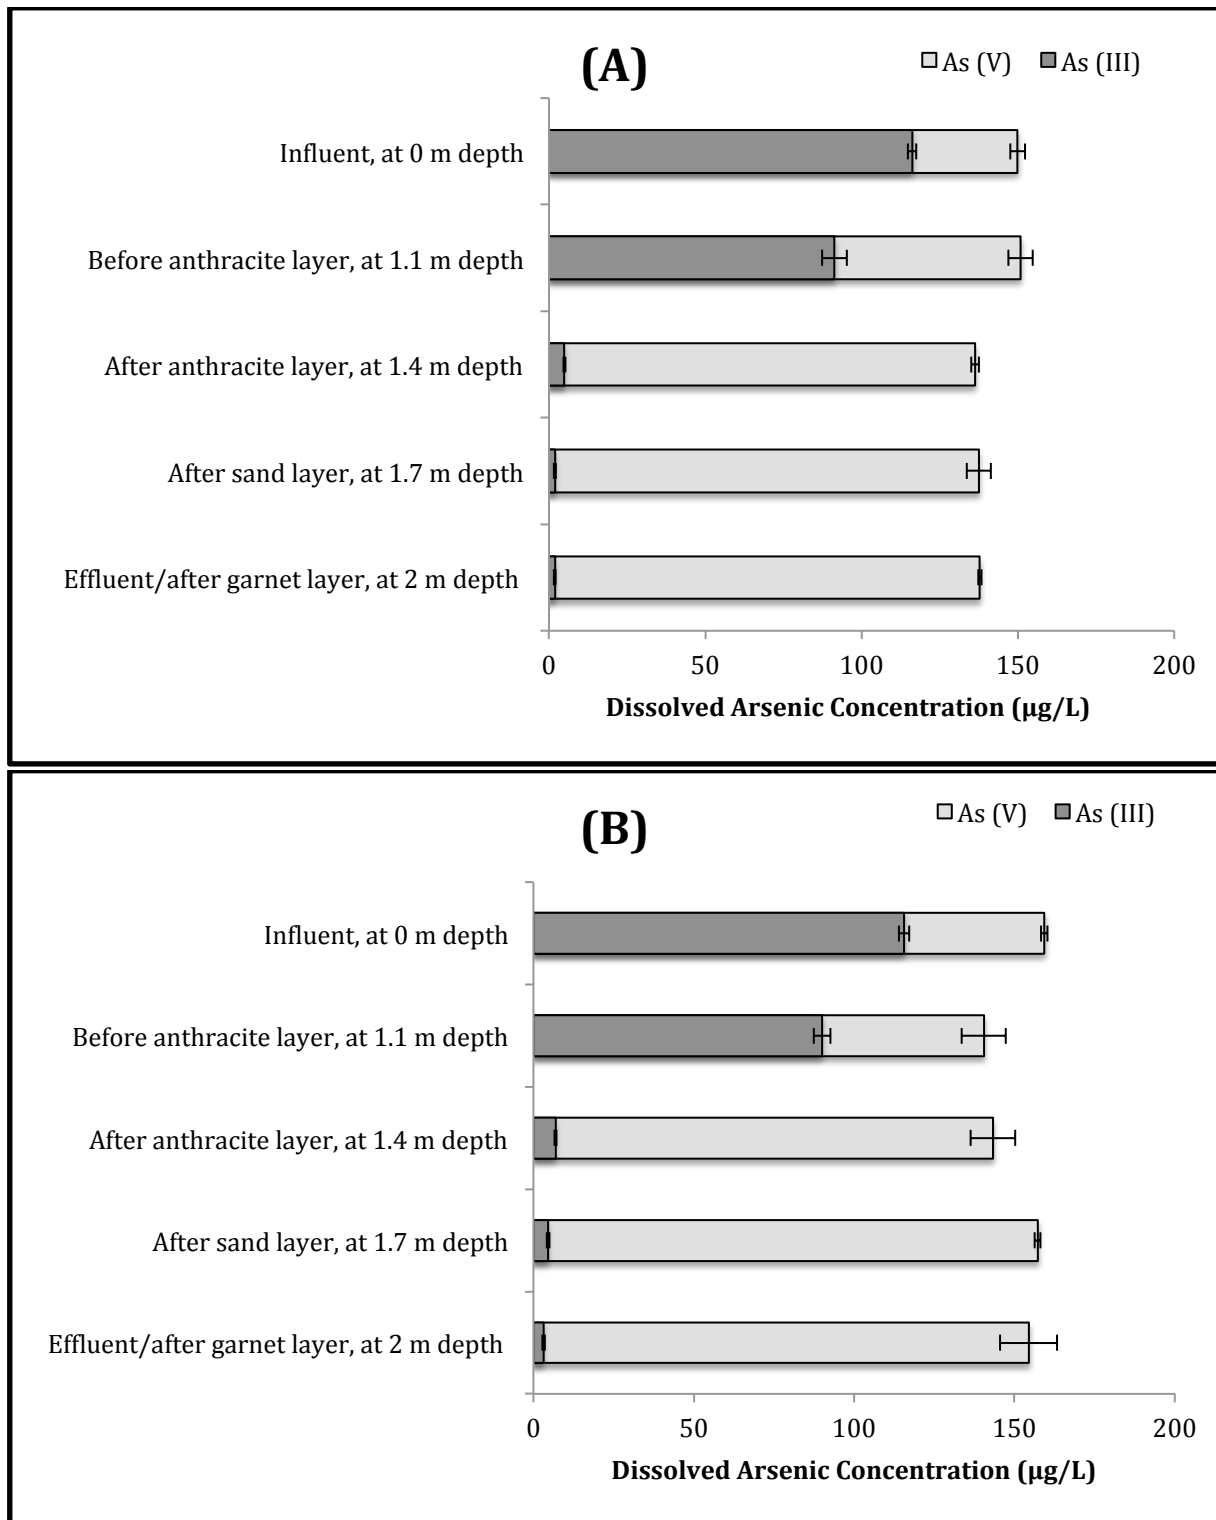 (A)
As (V) As (III)
Influent, at 0 m depth
Before anthracite layer, at 1.1 m depth
After anthracite layer, at 1.4 m depth
After sand layer, at 1.7 m depth
Effluent/after garnet layer, at 2 m depth
0 50 100 150 200
Dissolved Arsenic Concentration (µg/L)
(B)
As (V) As (III)
Influent, at 0 m depth
Before anthracite layer, at 1.1 m depth
After anthracite layer, at 1.4 m depth
After sand layer, at 1.7 m depth
Effluent/after garnet layer, at 2 m depth
0 50 100 150 200
Dissolved Arsenic Concentration (µg/L)